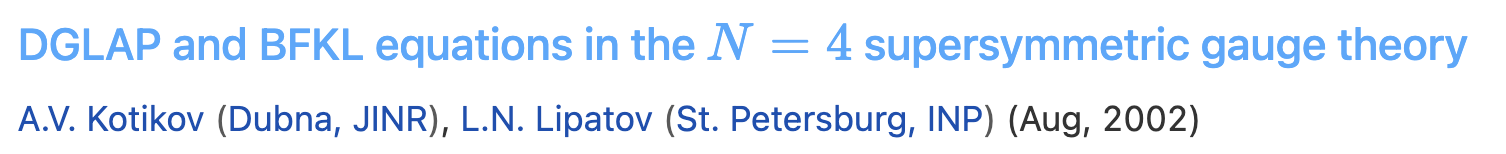 DGLAP and BFKL equations in the N = 4 supersymmetric gauge theory
A.V. Kotikov (Dubna, JINR), L.N. Lipatov (St. Petersburg, INP) (Aug, 2002)